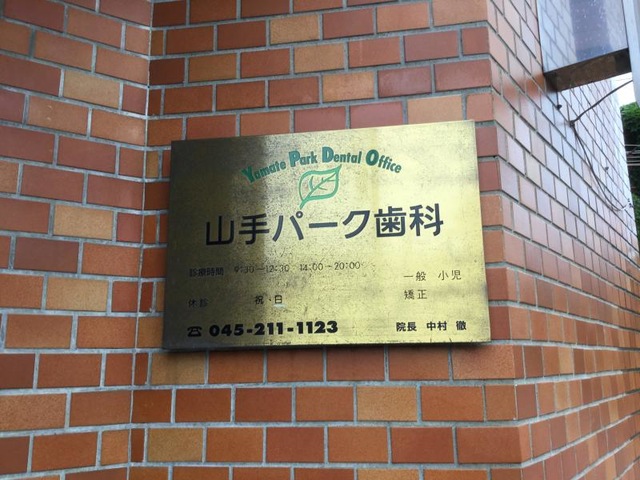 Yamate Park Dental Office
山手パーク歯科
診療時間 9:30-12:30 14:00-20:00
一般 小児
休診 祝・日
矯正
☎ 045-211-1123
院長 中村 徹